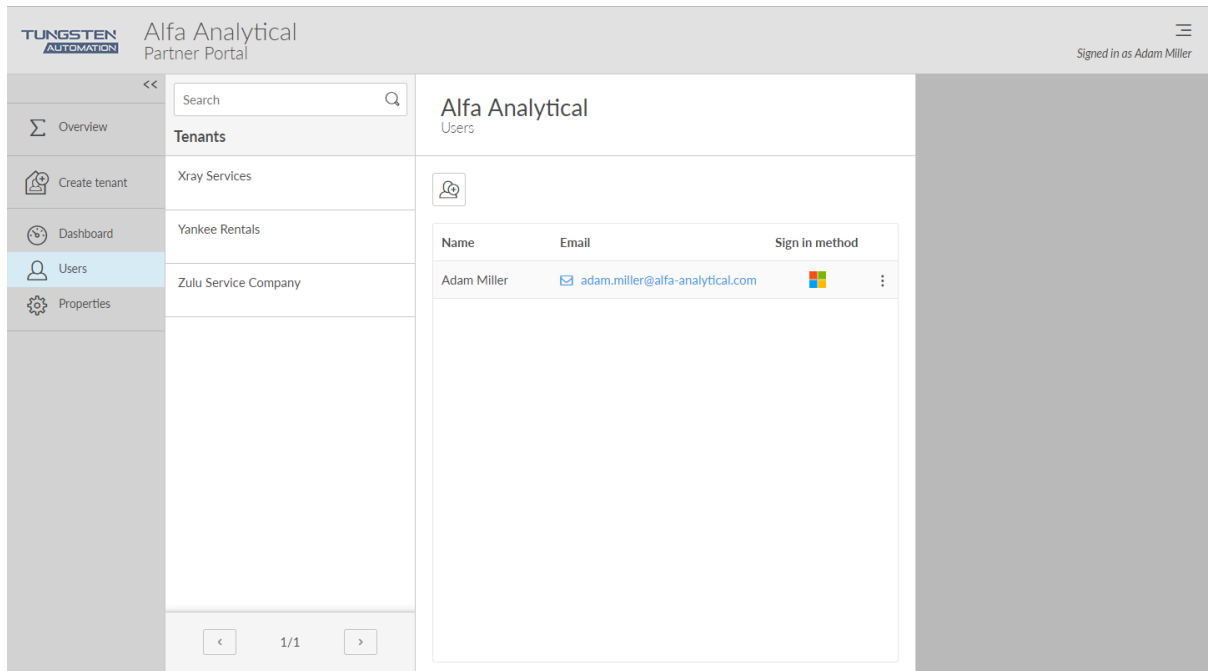 TUNGSTEN
AUTOMATION
Alfa Analytical
Partner Portal
Signed in as Adam Miller
<<
Overview
Create tenant
Dashboard
Users
Properties
Search
Tenants
Xray Services
Yankee Rentals
Zulu Service Company
< 1/1 >
Alfa Analytical
Users
Name Email Sign in method
Adam Miller adam.miller@alfa-analytical.com